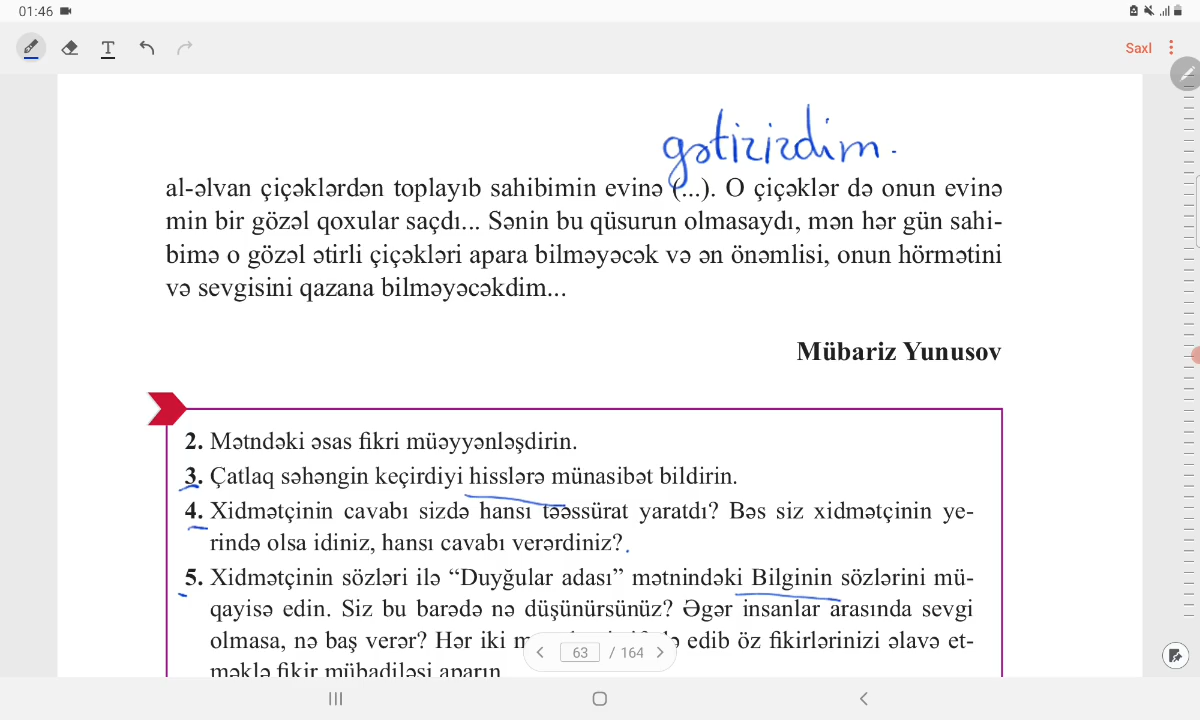 01:46
Saxl
gətizizdim.
al-əlvan çiçəklərdən toplayıb sahibimin evinə (...). O çiçəklər də onun evinə
min bir gözəl qoxular saçdı... Sənin bu qüsurun olmasaydı, mən hər gün sahi-
bimə o gözəl ətirli çiçəkləri apara bilməyəcək və ən önəmlisi, onun hörmətini
və sevgisini qazana bilməyəcəkdim...
Mübariz Yunusov
2. Mətndəki əsas fikri müəyyənləşdirin.
3. Çatlaq səhəngin keçirdiyi hisslərə münasibət bildirin.
4. Xidmətçinin cavabı sizdə hansı təəssürat yaratdı? Bəs siz xidmətçinin ye-
rində olsa idiniz, hansı cavabı verərdiniz?
5. Xidmətçinin sözləri ilə “Duyğular adası” mətnindəki Bilginin sözlərini mü-
qayisə edin. Siz bu barədə nə düşünürsünüz? Əgər insanlar arasında sevgi
olmasa, nə baş verər? Hər iki edib öz fikirlərinizi əlavə et-
məklə fikir mübadiləsi aparın
63 / 164